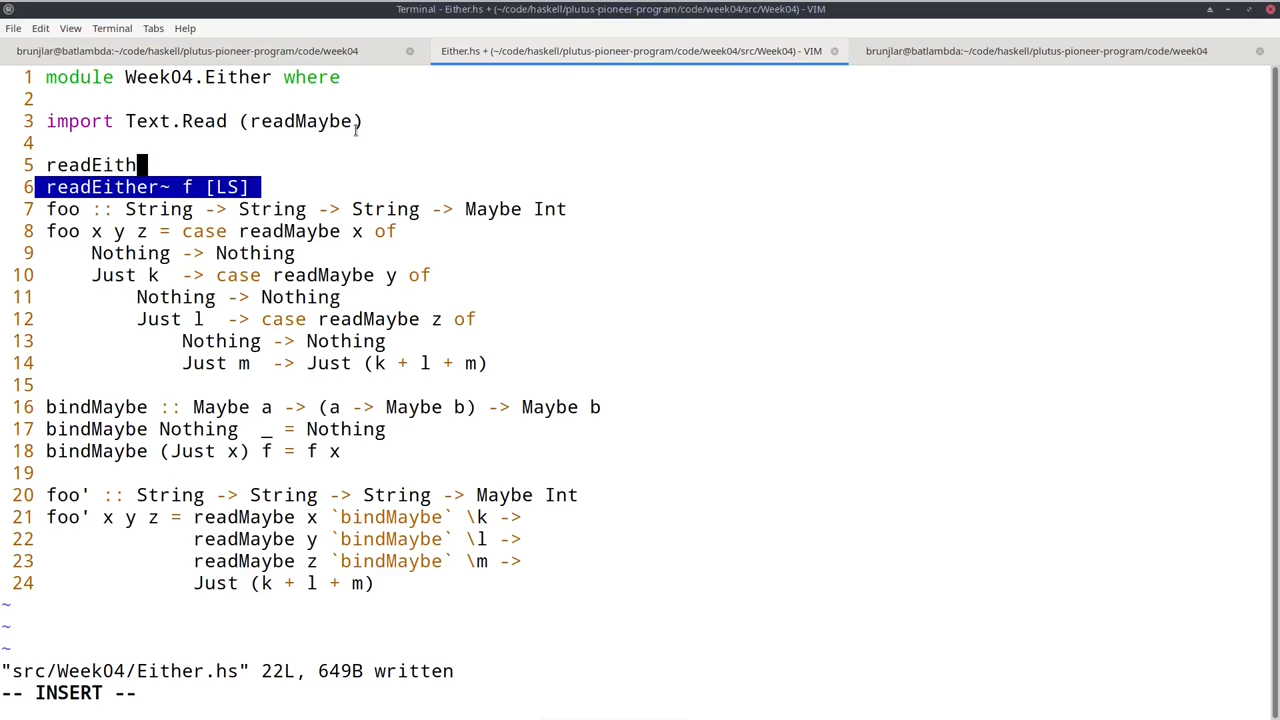 Terminal - Either.hs + (~/code/haskell/plutus-pioneer-program/code/week04/src/Week04) - VIM
File Edit View Terminal Tabs Help
brunjlar@batlambda:~/code/haskell/plutus-pioneer-program/code/week04
Either.hs + (~/code/haskell/plutus-pioneer-program/code/week04/src/Week04) - VIM
brunjlar@batlambda:~/code/haskell/plutus-pioneer-program/code/week04
1 module Week04.Either where
2
3 import Text.Read (readMaybe)
4
5 readEith
6 readEither~ f [LS]
7 foo :: String -> String -> String -> Maybe Int
8 foo x y z = case readMaybe x of
9     Nothing -> Nothing
10     Just k  -> case readMaybe y of
11         Nothing -> Nothing
12         Just l  -> case readMaybe z of
13             Nothing -> Nothing
14             Just m  -> Just (k + l + m)
15
16 bindMaybe :: Maybe a -> (a -> Maybe b) -> Maybe b
17 bindMaybe Nothing  _ = Nothing
18 bindMaybe (Just x) f = f x
19
20 foo' :: String -> String -> String -> Maybe Int
21 foo' x y z = readMaybe x `bindMaybe` \k ->
22              readMaybe y `bindMaybe` \l ->
23              readMaybe z `bindMaybe` \m ->
24              Just (k + l + m)
~
~
~
"src/Week04/Either.hs" 22L, 649B written
-- INSERT --